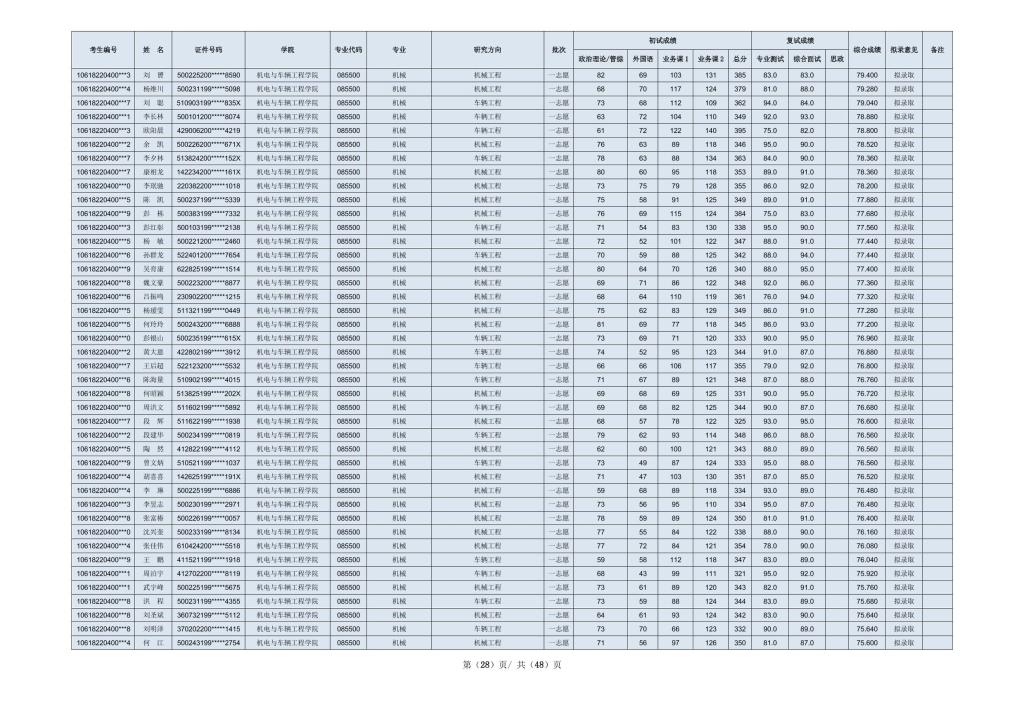 考生编号 姓 名 证件号码 学院 专业代码 专业 研究方向 批次 初试成绩 复试成绩 综合成绩 拟录意见 备注
政治理论/管综 外国语 业务课1 业务课2 总分 专业测试 综合面试 思政
10618220400***3 刘 赟 500225200*****8590 机电与车辆工程学院 085500 机械 机械工程 一志愿 82 69 103 131 385 83.0 83.0 79.400 拟录取
10618220400***4 杨维川 500231199*****5098 机电与车辆工程学院 085500 机械 机械工程 一志愿 68 70 117 124 379 81.0 88.0 79.280 拟录取
10618220400***7 刘 聪 510903199*****835X 机电与车辆工程学院 085500 机械 车辆工程 一志愿 73 68 112 109 362 94.0 84.0 79.040 拟录取
10618220400***1 李长林 500101200*****8074 机电与车辆工程学院 085500 机械 车辆工程 一志愿 63 72 104 110 349 92.0 93.0 78.880 拟录取
10618220400***3 欧阳晨 429006200*****4219 机电与车辆工程学院 085500 机械 车辆工程 一志愿 61 72 122 140 395 75.0 82.0 78.800 拟录取
10618220400***2 余 凯 500226200*****671X 机电与车辆工程学院 085500 机械 机械工程 一志愿 76 63 89 118 346 95.0 90.0 78.520 拟录取
10618220400***7 李夕林 513824200*****152X 机电与车辆工程学院 085500 机械 车辆工程 一志愿 78 63 88 134 363 84.0 90.0 78.360 拟录取
10618220400***7 康相龙 142234200*****161X 机电与车辆工程学院 085500 机械 机械工程 一志愿 80 60 95 118 353 89.0 91.0 78.360 拟录取
10618220400***0 李珉驰 220382200*****1018 机电与车辆工程学院 085500 机械 机械工程 一志愿 73 75 79 128 355 86.0 92.0 78.200 拟录取
10618220400***5 陈 凯 500237199*****5339 机电与车辆工程学院 085500 机械 机械工程 一志愿 75 58 91 125 349 89.0 91.0 77.880 拟录取
10618220400***9 彭 栋 500383199*****7332 机电与车辆工程学院 085500 机械 机械工程 一志愿 76 69 115 124 384 75.0 83.0 77.680 拟录取
10618220400***3 彭红彰 500103199*****2138 机电与车辆工程学院 085500 机械 车辆工程 一志愿 71 54 83 130 338 95.0 90.0 77.560 拟录取
10618220400***5 杨 敏 500221200*****2460 机电与车辆工程学院 085500 机械 机械工程 一志愿 72 52 101 122 347 88.0 91.0 77.440 拟录取
10618220400***6 孙群龙 522401200*****7654 机电与车辆工程学院 085500 机械 车辆工程 一志愿 70 59 88 125 342 88.0 94.0 77.440 拟录取
10618220400***9 吴育康 622825199*****1514 机电与车辆工程学院 085500 机械 机械工程 一志愿 80 64 70 126 340 88.0 95.0 77.400 拟录取
10618220400***8 魏文豪 500223200*****8877 机电与车辆工程学院 085500 机械 机械工程 一志愿 69 71 86 122 348 92.0 86.0 77.360 拟录取
10618220400***6 吕振鸣 230902200*****1215 机电与车辆工程学院 085500 机械 机械工程 一志愿 68 64 110 119 361 76.0 94.0 77.320 拟录取
10618220400***5 杨瑷雯 511321199*****0449 机电与车辆工程学院 085500 机械 机械工程 一志愿 75 62 83 129 349 86.0 91.0 77.280 拟录取
10618220400***5 何玲玲 500243200*****6888 机电与车辆工程学院 085500 机械 机械工程 一志愿 81 69 77 118 345 86.0 93.0 77.200 拟录取
10618220400***0 彭银山 500235199*****615X 机电与车辆工程学院 085500 机械 车辆工程 一志愿 73 69 71 120 333 90.0 95.0 76.960 拟录取
10618220400***2 黄大恩 422802199*****3912 机电与车辆工程学院 085500 机械 机械工程 一志愿 74 52 95 123 344 91.0 87.0 76.880 拟录取
10618220400***7 王后超 522123200*****5532 机电与车辆工程学院 085500 机械 车辆工程 一志愿 66 66 106 117 355 79.0 92.0 76.800 拟录取
10618220400***6 陈海量 510902199*****4015 机电与车辆工程学院 085500 机械 机械工程 一志愿 71 67 89 121 348 87.0 88.0 76.760 拟录取
10618220400***8 何晴颖 513825199*****202X 机电与车辆工程学院 085500 机械 机械工程 一志愿 69 68 69 125 331 90.0 95.0 76.720 拟录取
10618220400***0 周洪文 511602199*****5892 机电与车辆工程学院 085500 机械 机械工程 一志愿 69 68 82 125 344 90.0 87.0 76.680 拟录取
10618220400***7 段 辉 511622199*****1938 机电与车辆工程学院 085500 机械 车辆工程 一志愿 68 57 78 122 325 93.0 95.0 76.600 拟录取
10618220400***2 段建华 500234199*****0819 机电与车辆工程学院 085500 机械 机械工程 一志愿 79 62 93 114 348 86.0 88.0 76.560 拟录取
10618220400***5 陶 然 412822199*****4112 机电与车辆工程学院 085500 机械 机械工程 一志愿 62 60 100 121 343 88.0 89.0 76.560 拟录取
10618220400***9 曾文炳 510521199*****1037 机电与车辆工程学院 085500 机械 车辆工程 一志愿 73 49 87 124 333 95.0 88.0 76.560 拟录取
10618220400***4 胡喜喜 142625199*****191X 机电与车辆工程学院 085500 机械 机械工程 一志愿 71 47 103 130 351 87.0 85.0 76.520 拟录取
10618220400***4 李 琳 500225199*****6886 机电与车辆工程学院 085500 机械 机械工程 一志愿 59 68 89 118 334 93.0 89.0 76.480 拟录取
10618220400***3 李昱志 500230199*****2971 机电与车辆工程学院 085500 机械 车辆工程 一志愿 73 56 95 110 334 95.0 87.0 76.480 拟录取
10618220400***8 张富椿 500226199*****0057 机电与车辆工程学院 085500 机械 机械工程 一志愿 78 59 89 124 350 81.0 91.0 76.400 拟录取
10618220400***0 沈兴奎 500233199*****8134 机电与车辆工程学院 085500 机械 机械工程 一志愿 77 55 84 122 338 88.0 90.0 76.160 拟录取
10618220400***4 张佳伟 610424200*****5518 机电与车辆工程学院 085500 机械 机械工程 一志愿 77 72 84 121 354 78.0 90.0 76.080 拟录取
10618220400***9 王 鹏 411521199*****1918 机电与车辆工程学院 085500 机械 车辆工程 一志愿 59 58 112 118 347 83.0 89.0 76.040 拟录取
10618220400***1 周泊宇 412702200*****8119 机电与车辆工程学院 085500 机械 车辆工程 一志愿 68 43 99 111 321 95.0 92.0 75.920 拟录取
10618220400***1 武宇峰 500225199*****5675 机电与车辆工程学院 085500 机械 机械工程 一志愿 73 61 89 120 343 82.0 91.0 75.760 拟录取
10618220400***8 洪 程 500231199*****4355 机电与车辆工程学院 085500 机械 车辆工程 一志愿 73 59 88 124 344 83.0 89.0 75.680 拟录取
10618220400***8 刘圣斌 360732199*****5112 机电与车辆工程学院 085500 机械 机械工程 一志愿 64 61 93 124 342 83.0 90.0 75.640 拟录取
10618220400***8 刘明泽 370202200*****1415 机电与车辆工程学院 085500 机械 车辆工程 一志愿 73 70 66 123 332 90.0 89.0 75.640 拟录取
10618220400***4 何 江 500243199*****2754 机电与车辆工程学院 085500 机械 机械工程 一志愿 71 56 97 126 350 81.0 87.0 75.600 拟录取
第（28）页/ 共（48）页